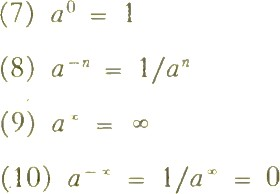 (7) a⁰ = 1
(8) a⁻ⁿ = 1/aⁿ
(9) a^∞ = ∞
(10) a^−∞ = 1/a^∞ = 0